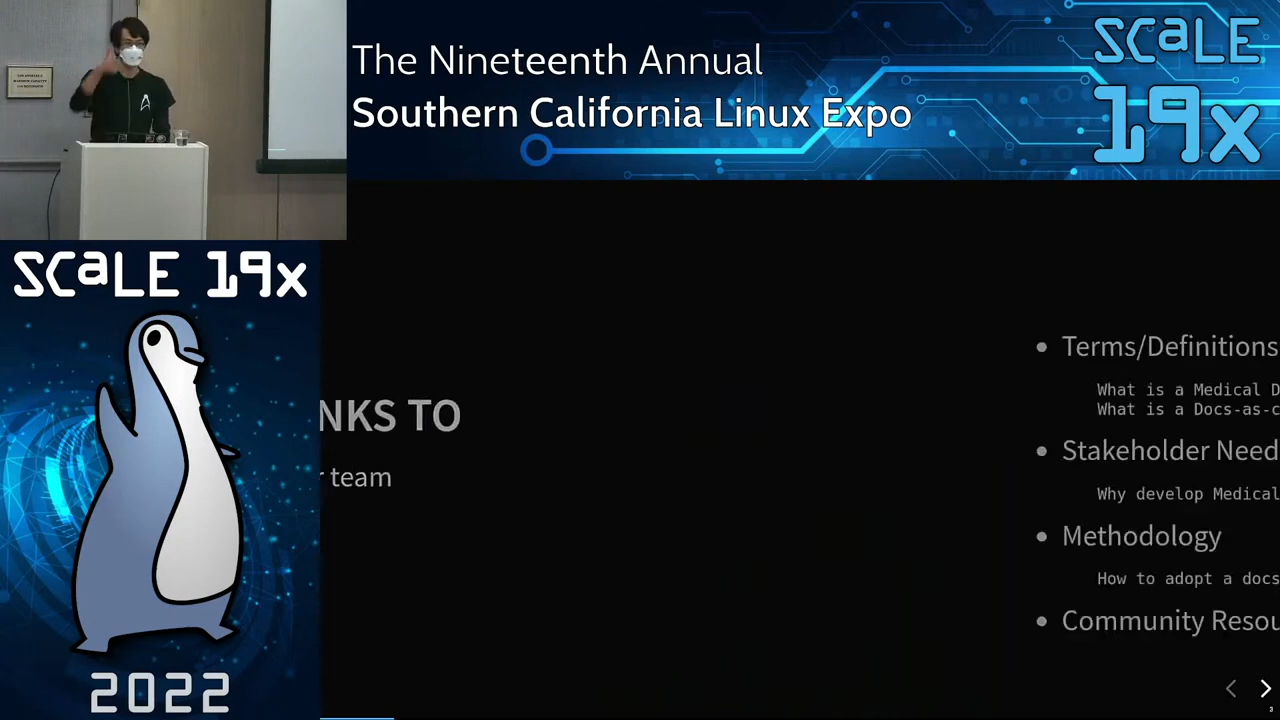 The Nineteenth Annual
Southern California Linux Expo
SCaLE
19x
SCaLE 19x
2022
NKS TO
r team
• Terms/Definitions
What is a Medical D
What is a Docs-as-c
• Stakeholder Need
Why develop Medical
• Methodology
How to adopt a docs
• Community Resou
3